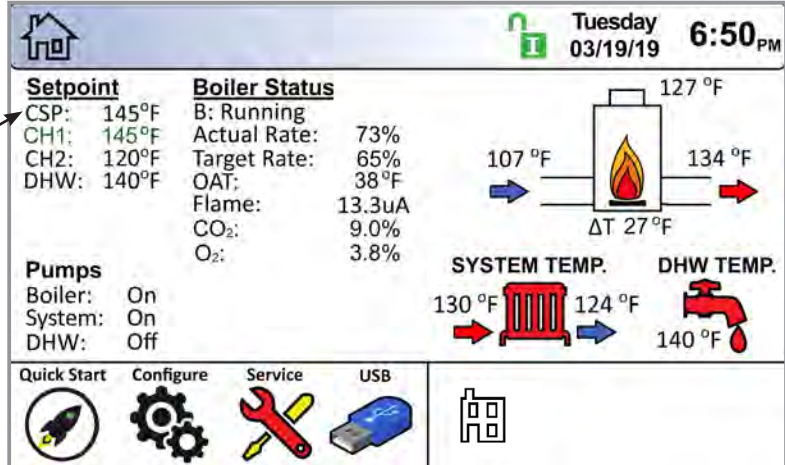 Tuesday
03/19/19
6:50 PM
I
Setpoint
CSP: 145°F
CH1: 145°F
CH2: 120°F
DHW: 140°F
Boiler Status
B: Running
Actual Rate: 73%
Target Rate: 65%
OAT: 38°F
Flame: 13.3uA
CO₂: 9.0%
O₂: 3.8%
127 °F
107 °F
134 °F
ΔT 27°F
Pumps
Boiler: On
System: On
DHW: Off
SYSTEM TEMP.
130 °F
124 °F
DHW TEMP.
140 °F
Quick Start
Configure
Service
USB